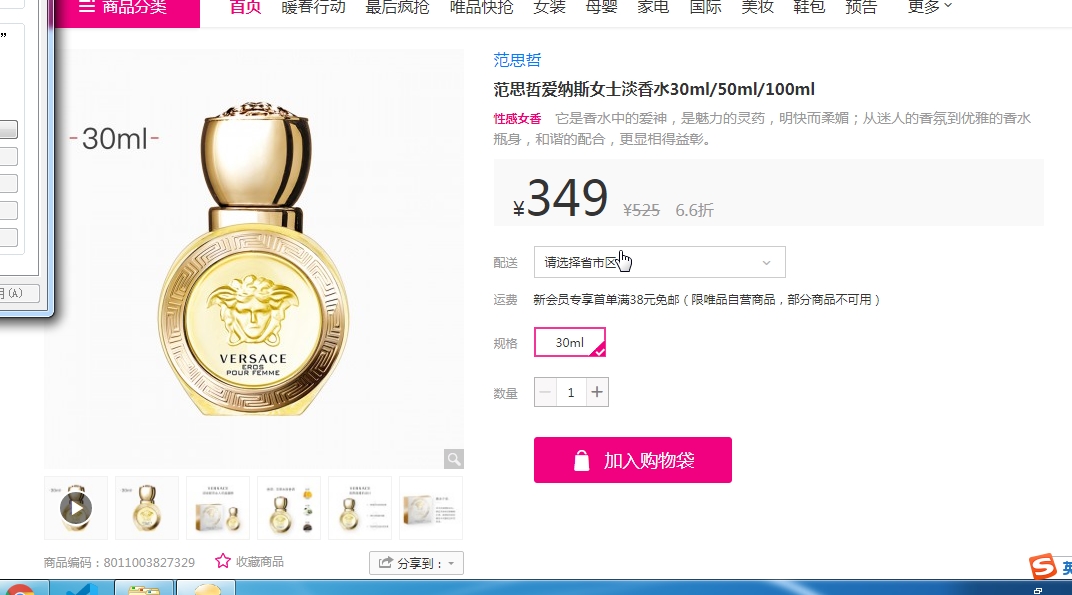 商品分类
首页 暖春行动 最后疯抢 唯品快抢 女装 母婴 家电 国际 美妆 鞋包 预告 更多
”
范思哲
范思哲爱纳斯女士淡香水30ml/50ml/100ml
性感女香 它是香水中的爱神，是魅力的灵药，明快而柔媚；从迷人的香氛到优雅的香水
瓶身，和谐的配合，更显相得益彰。
-30ml-
¥349 ¥525 6.6折
配送 请选择省市区
运费 新会员专享首单满38元免邮（限唯品自营商品，部分商品不可用）
(A)
规格 30ml
VERSACE
EROS
POUR FEMME
数量 1
加入购物袋
商品编码：8011003827329 收藏商品 分享到：
S 英